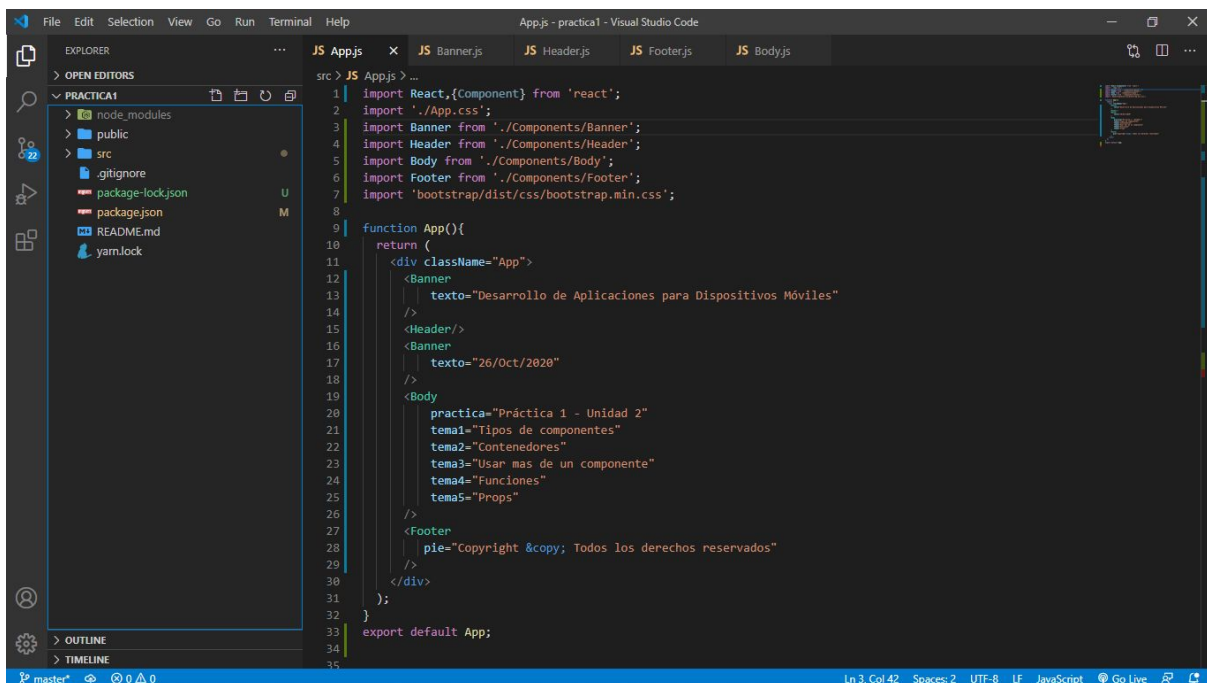 File Edit Selection View Go Run Terminal Help
App.js - practica1 - Visual Studio Code
EXPLORER
OPEN EDITORS
PRACTICA1
node_modules
public
src
.gitignore
package-lock.json U
package.json M
README.md
yarn.lock
OUTLINE
TIMELINE
22
JS App.js JS Banner.js JS Header.js JS Footer.js JS Body.js
src > JS App.js > ...
1 import React,{Component} from 'react';
2 import './App.css';
3 import Banner from './Components/Banner';
4 import Header from './Components/Header';
5 import Body from './Components/Body';
6 import Footer from './Components/Footer';
7 import 'bootstrap/dist/css/bootstrap.min.css';
8
9 function App(){
10 return (
11 <div className="App">
12 <Banner
13 texto="Desarrollo de Aplicaciones para Dispositivos Móviles"
14 />
15 <Header/>
16 <Banner
17 texto="26/Oct/2020"
18 />
19 <Body
20 practica="Práctica 1 - Unidad 2"
21 tema1="Tipos de componentes"
22 tema2="Contenedores"
23 tema3="Usar mas de un componente"
24 tema4="Funciones"
25 tema5="Props"
26 />
27 <Footer
28 pie="Copyright &copy; Todos los derechos reservados"
29 />
30 </div>
31 );
32 }
33 export default App;
34
35
master* 0 0 Ln 3, Col 42 Spaces: 2 UTF-8 LF JavaScript Go Live